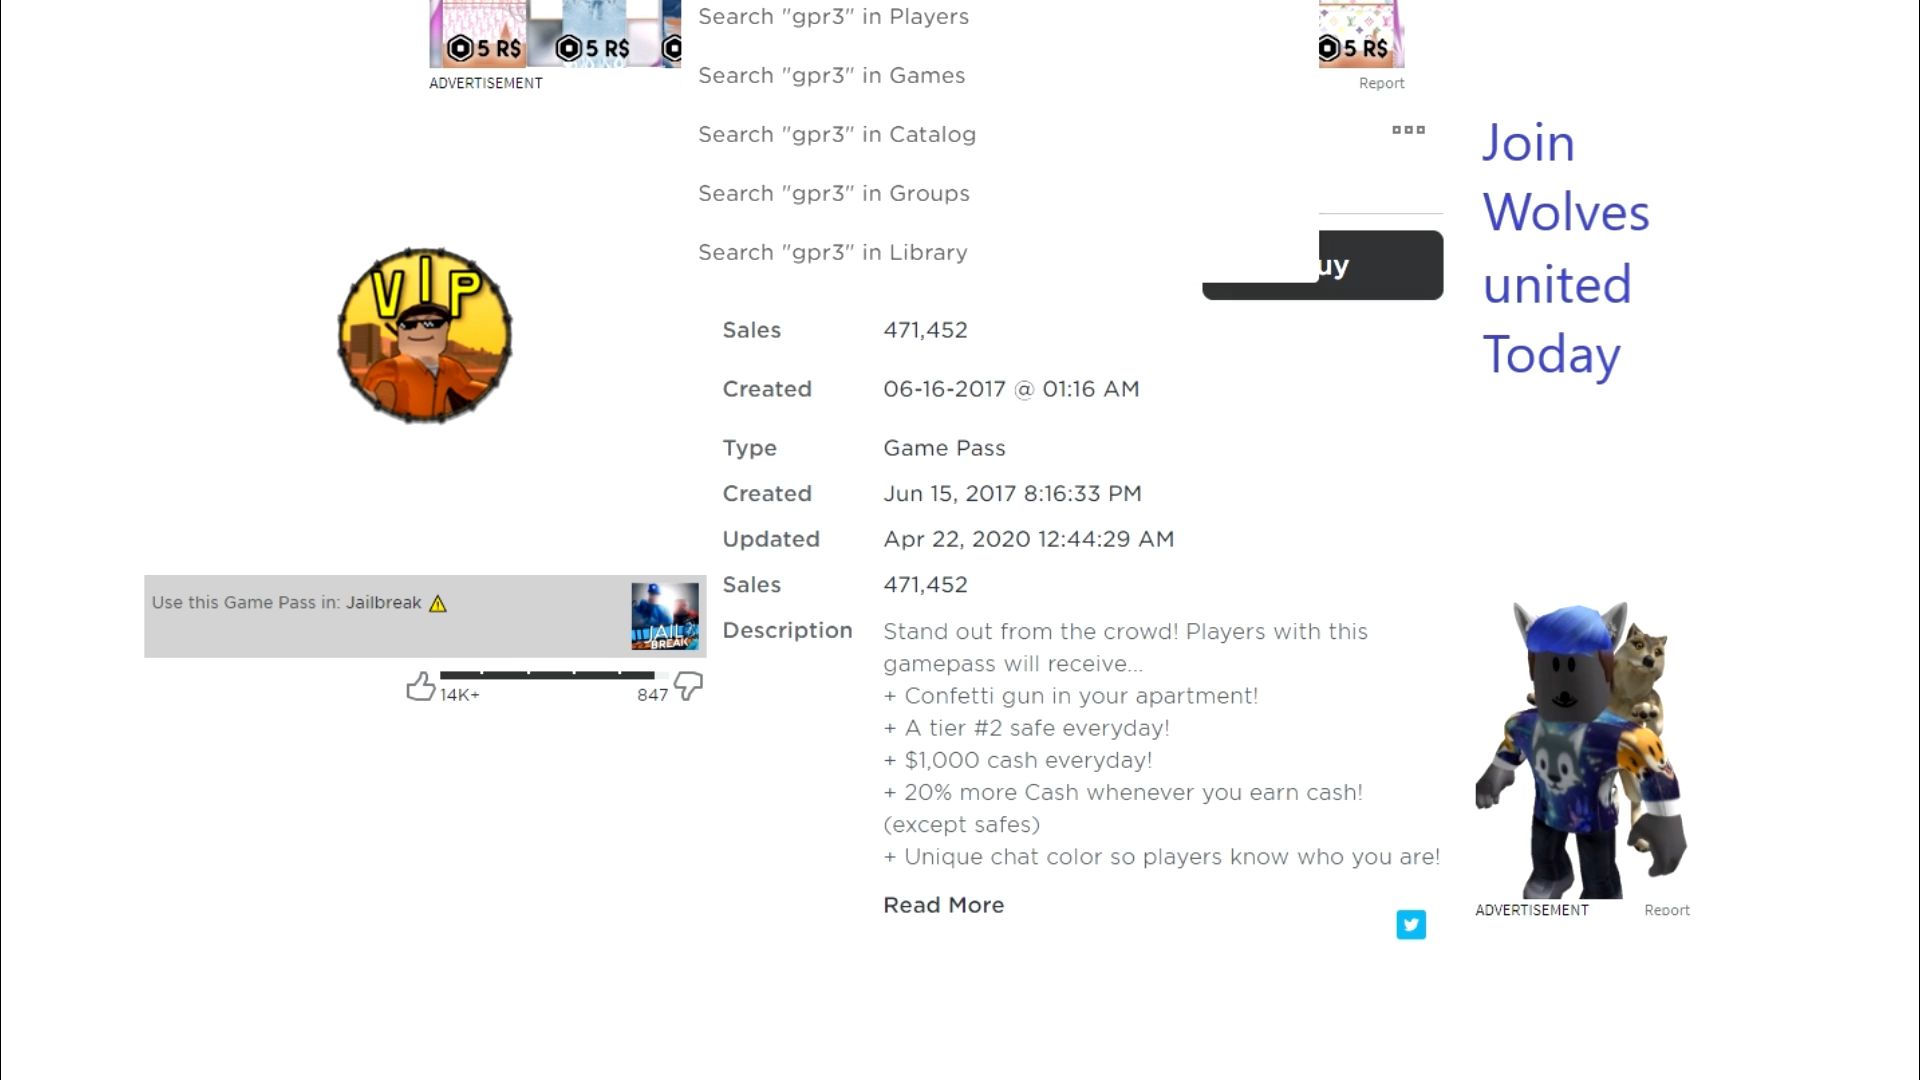 5 R$ 5 R$ 5 R$
ADVERTISEMENT
Report
Search "gpr3" in Players
Search "gpr3" in Games
Search "gpr3" in Catalog
Search "gpr3" in Groups
Search "gpr3" in Library
uy
Join
Wolves
united
Today
VIP
Sales 471,452
Created 06-16-2017 @ 01:16 AM
Type Game Pass
Created Jun 15, 2017 8:16:33 PM
Updated Apr 22, 2020 12:44:29 AM
Sales 471,452
Use this Game Pass in: Jailbreak
JAIL
BREAK
14K+ 847
Description Stand out from the crowd! Players with this
gamepass will receive...
+ Confetti gun in your apartment!
+ A tier #2 safe everyday!
+ $1,000 cash everyday!
+ 20% more Cash whenever you earn cash!
(except safes)
+ Unique chat color so players know who you are!
Read More
ADVERTISEMENT Report